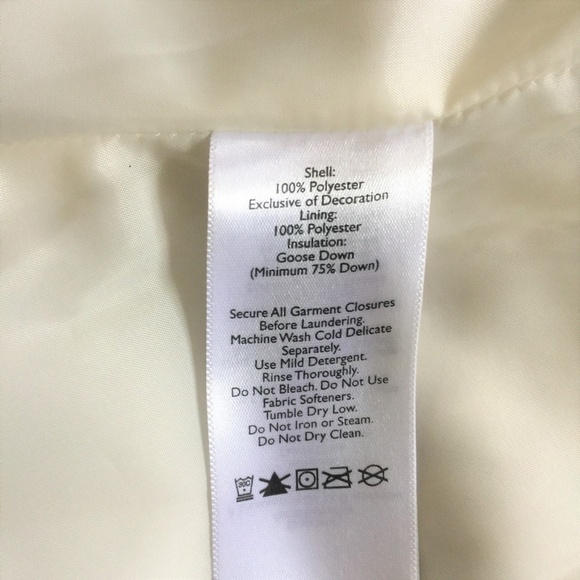 Shell:
100% Polyester
Exclusive of Decoration
Lining:
100% Polyester
Insulation:
Goose Down
(Minimum 75% Down)
Secure All Garment Closures
Before Laundering.
Machine Wash Cold Delicate
Separately.
Use Mild Detergent.
Rinse Thoroughly.
Do Not Bleach. Do Not Use
Fabric Softeners.
Tumble Dry Low.
Do Not Iron or Steam.
Do Not Dry Clean.
30C